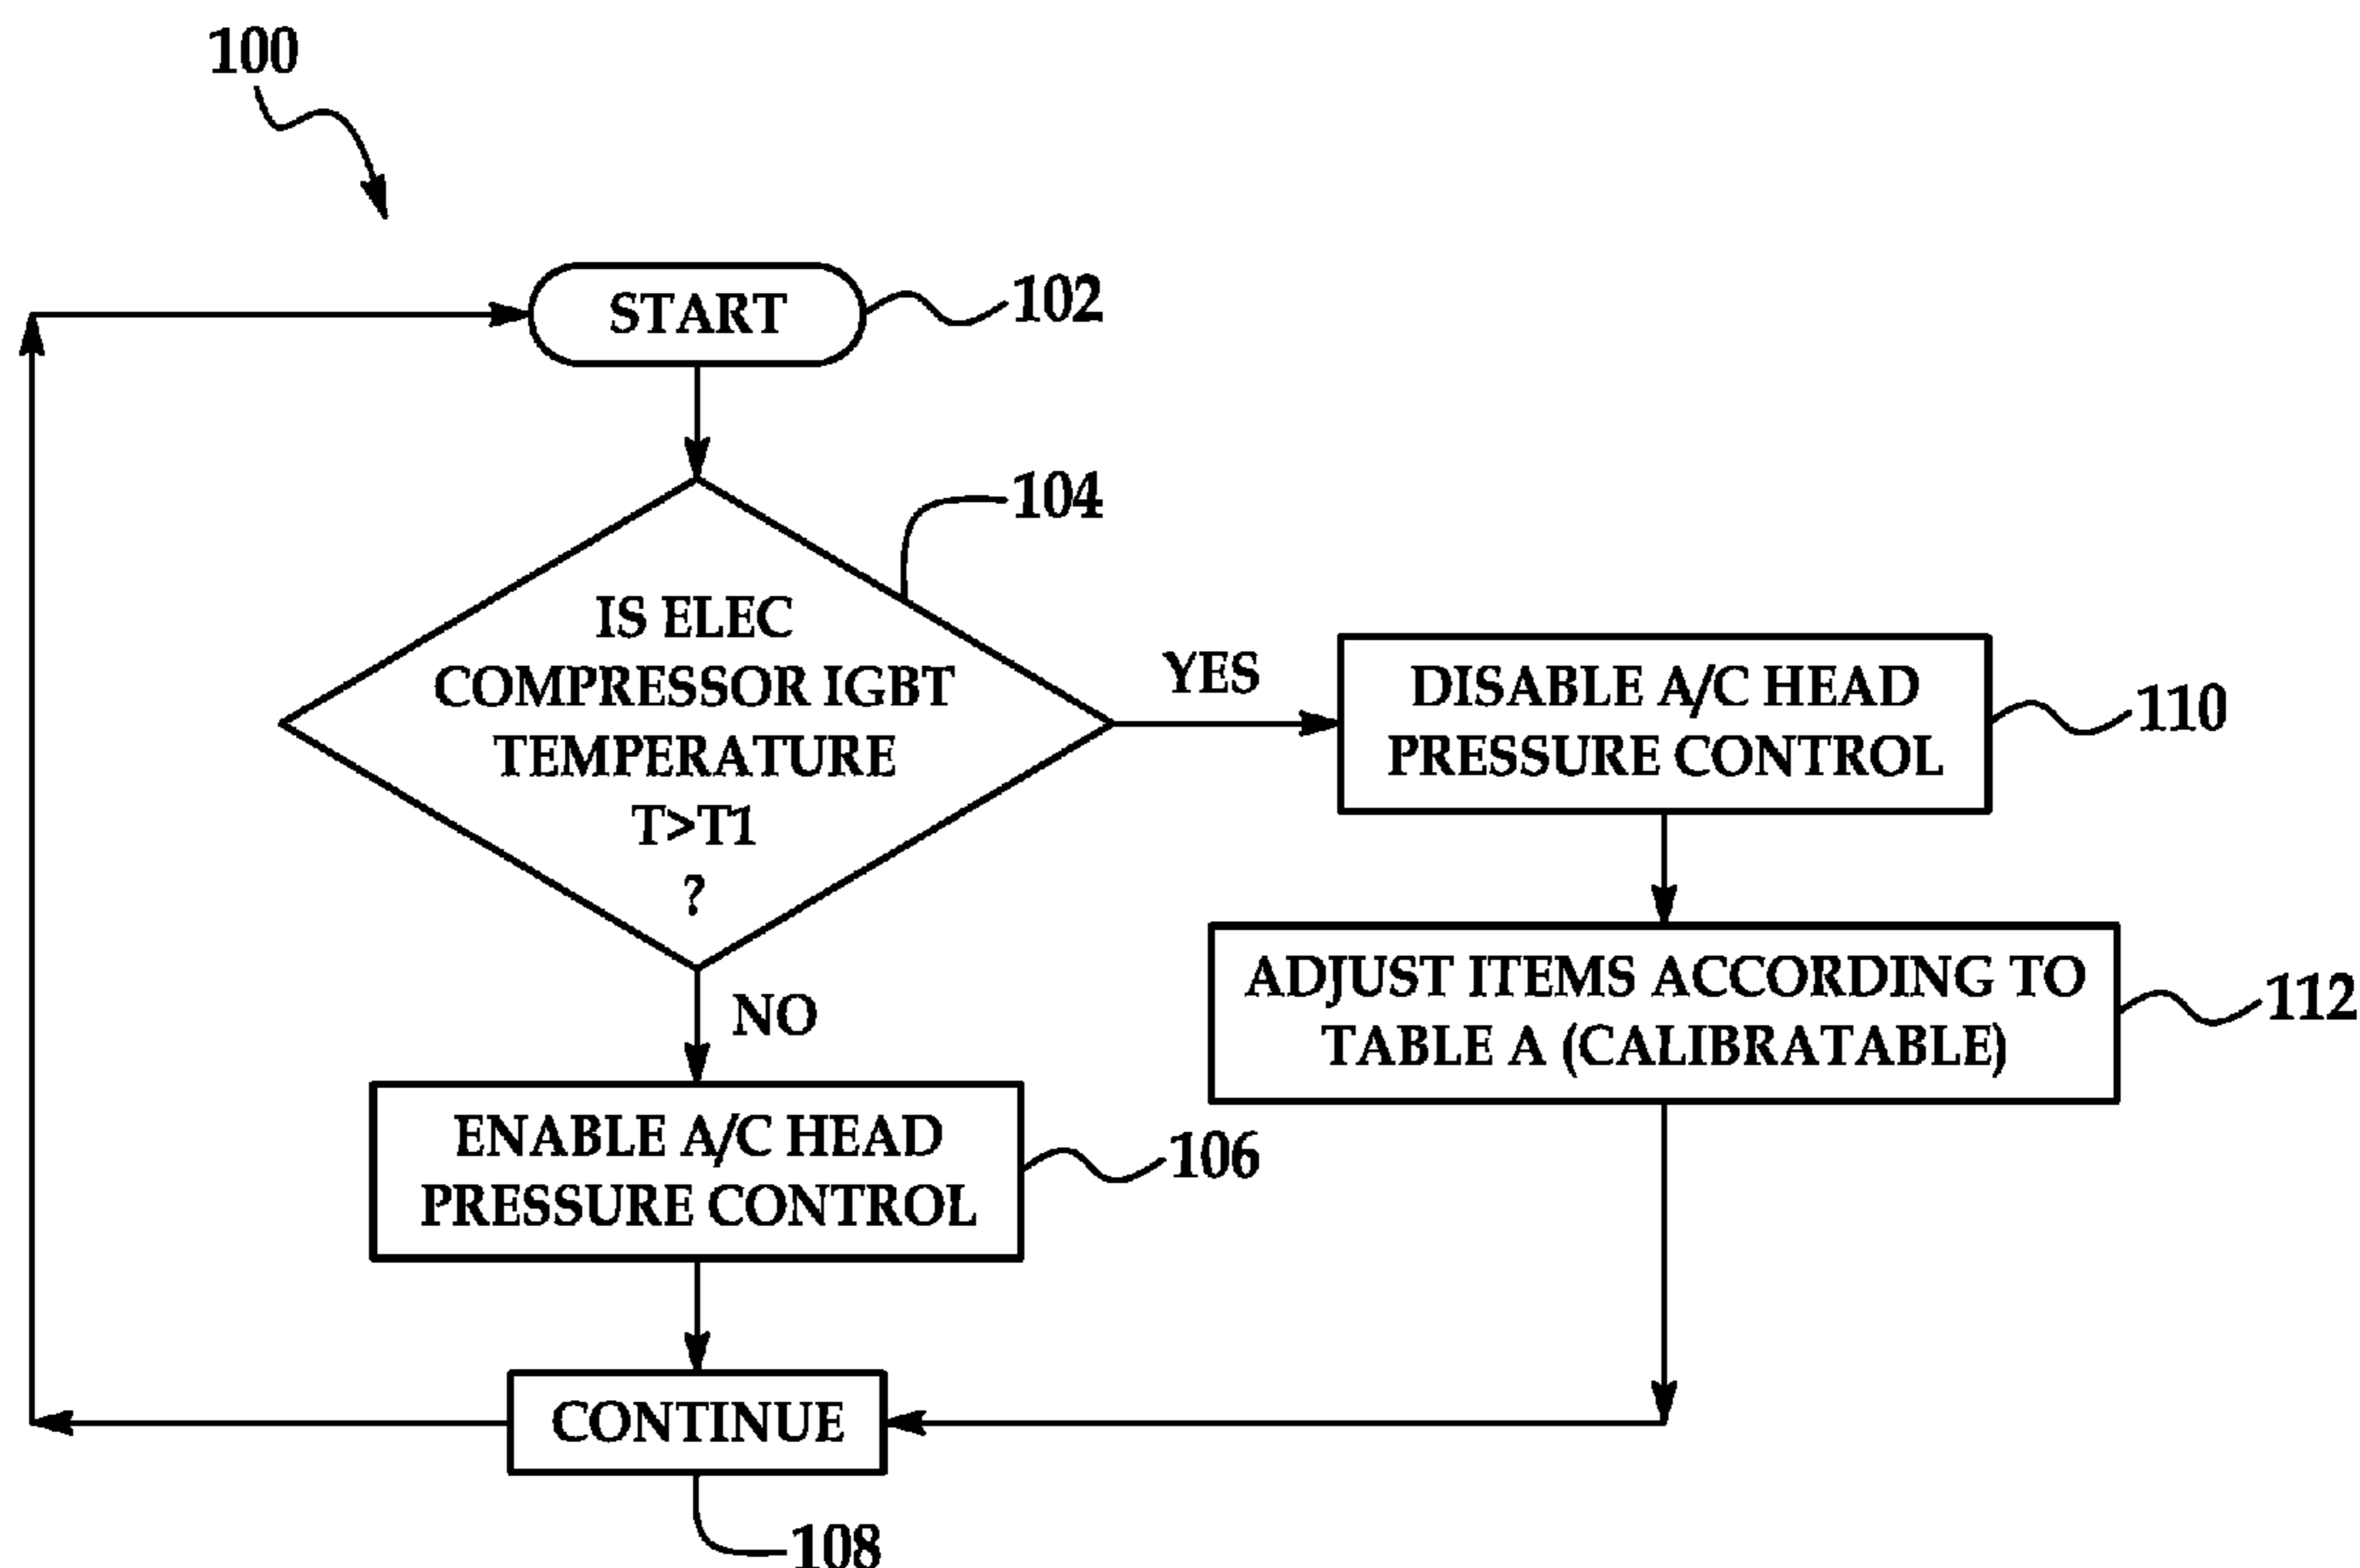 100
START
102
104
IS ELEC
COMPRESSOR IGBT
TEMPERATURE
T>T1
?
YES
DISABLE A/C HEAD
PRESSURE CONTROL
110
ADJUST ITEMS ACCORDING TO
TABLE A (CALIBRATABLE)
112
NO
ENABLE A/C HEAD
PRESSURE CONTROL
106
CONTINUE
108